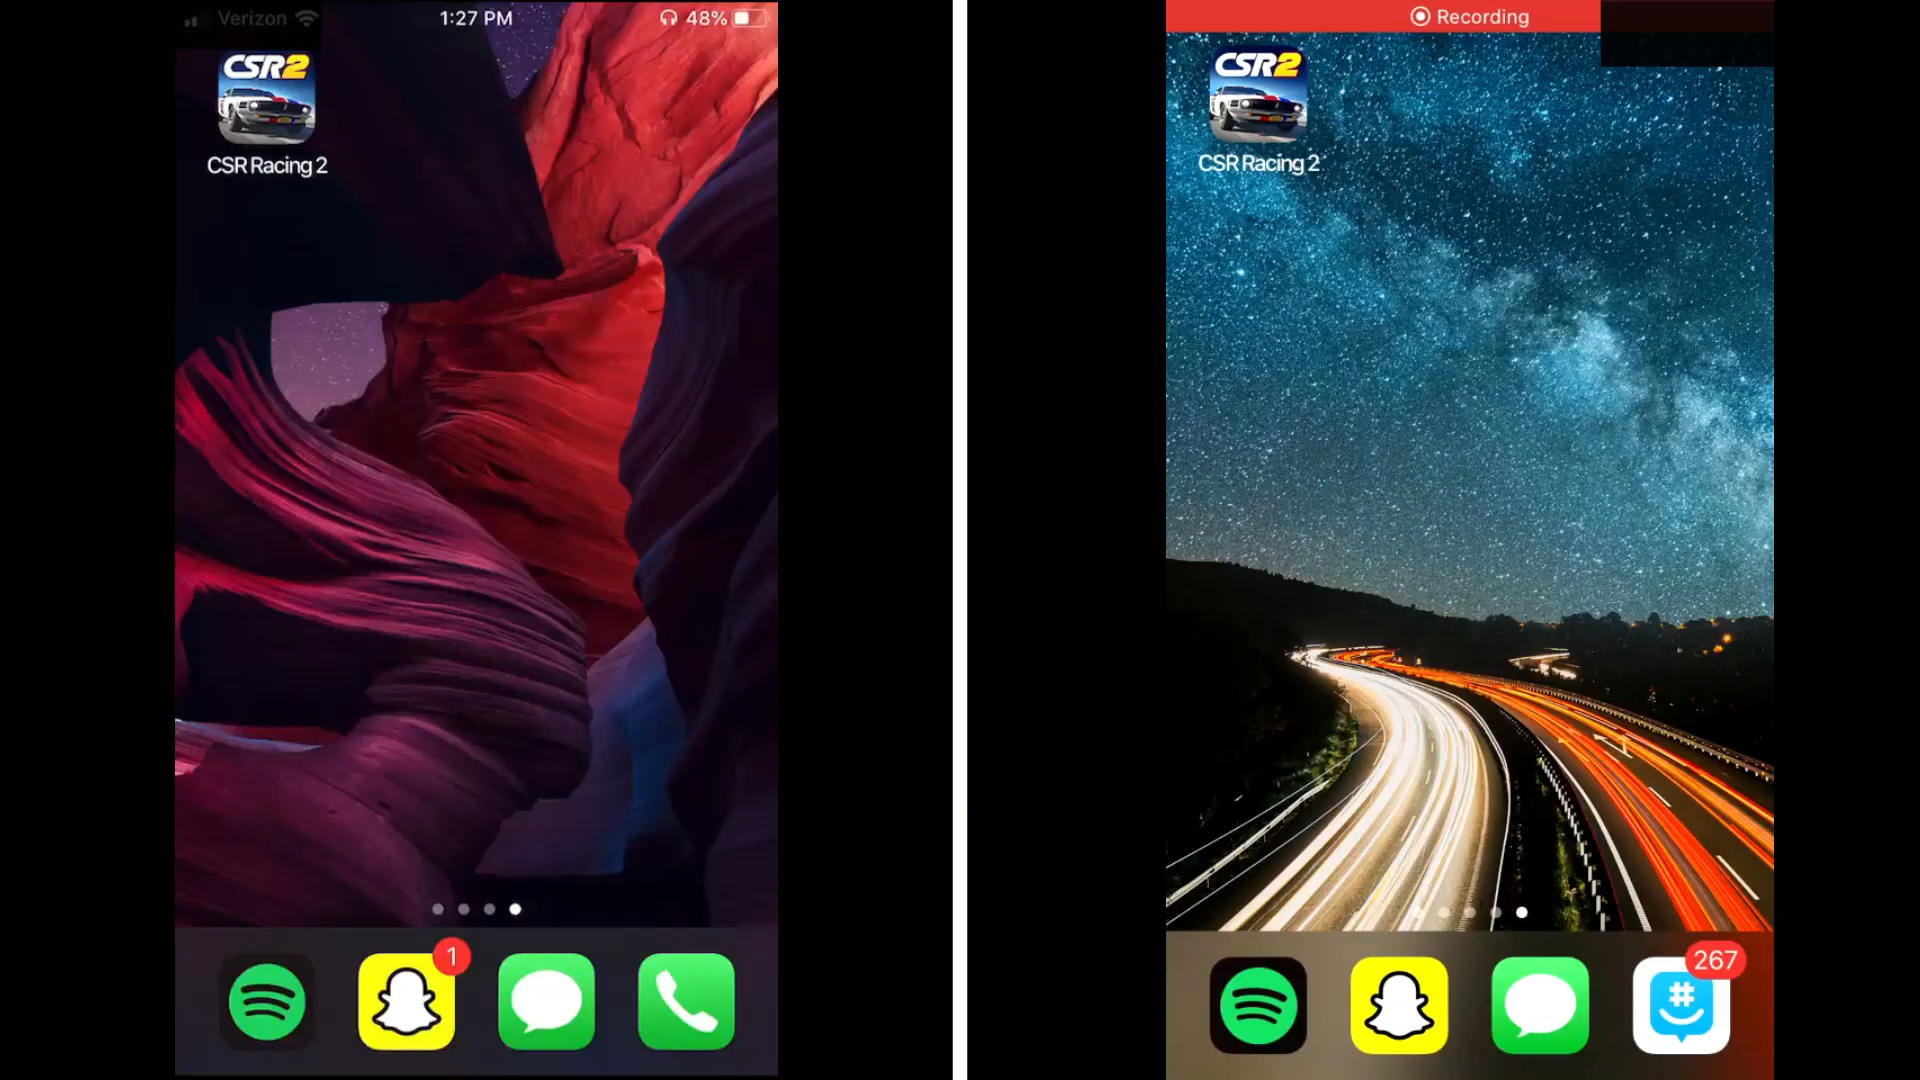 Verizon 1:27 PM 48%
CSR2
CSR Racing 2
1
Recording
CSR2
CSR Racing 2
267
#